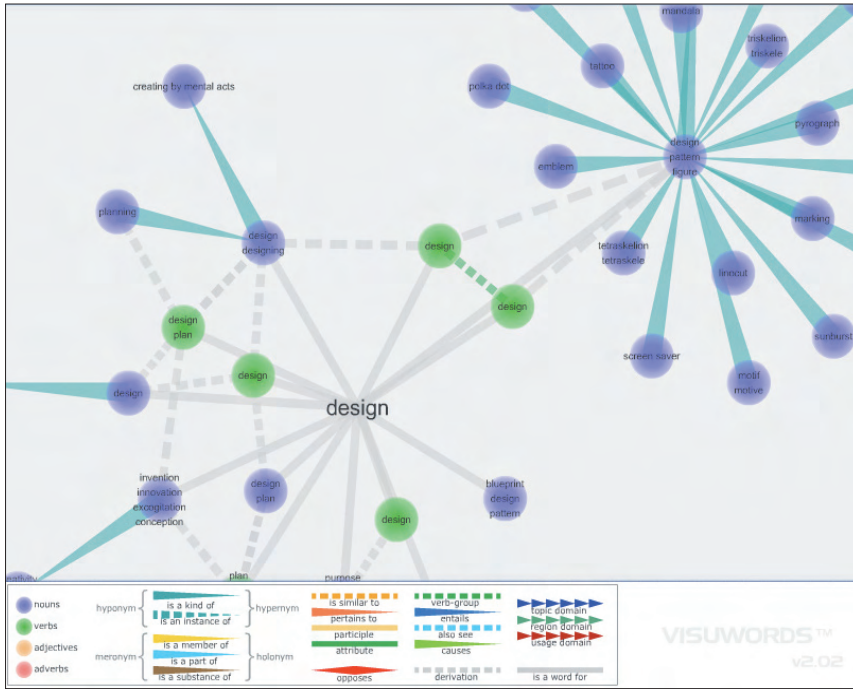 mandala
triskelion
triskele
tattoo
creating by mental acts
polka dot
pyrograph
design
pattern
figure
emblem
planning
marking
design
designing
design
tetraskelion
tetraskele
linocut
design
design
plan
sunburst
screen saver
design
motif
motive
design
design
invention
innovation
excogitation
conception
design
plan
blueprint
design
pattern
design
plan
purpose
nouns
verbs
adjectives
adverbs
hyponym
is a kind of
is an instance of
hypernym
meronym
is a member of
is a part of
is a substance of
holonym
is similar to
pertains to
participle
attribute
opposes
verb-group
entails
also see
causes
derivation
topic domain
region domain
usage domain
is a word for
VISUWORDS™
v2.02